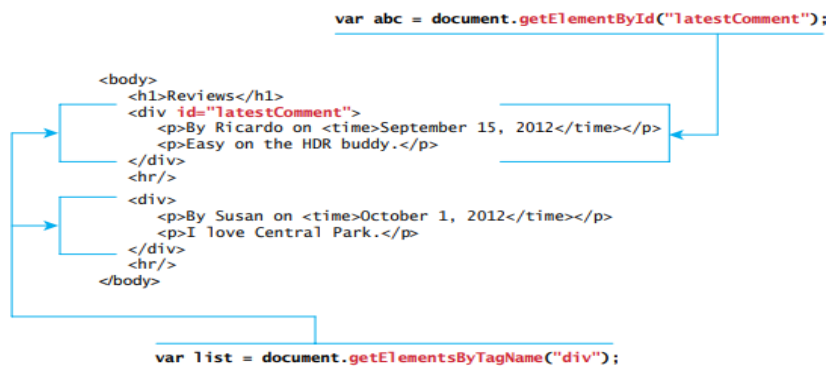 var abc = document.getElementById("latestComment");
<body>
<h1>Reviews</h1>
<div id="latestComment">
<p>By Ricardo on <time>September 15, 2012</time></p>
<p>Easy on the HDR buddy.</p>
</div>
<hr/>
<div>
<p>By Susan on <time>October 1, 2012</time></p>
<p>I love Central Park.</p>
</div>
<hr/>
</body>
var list = document.getElementsByTagName("div");